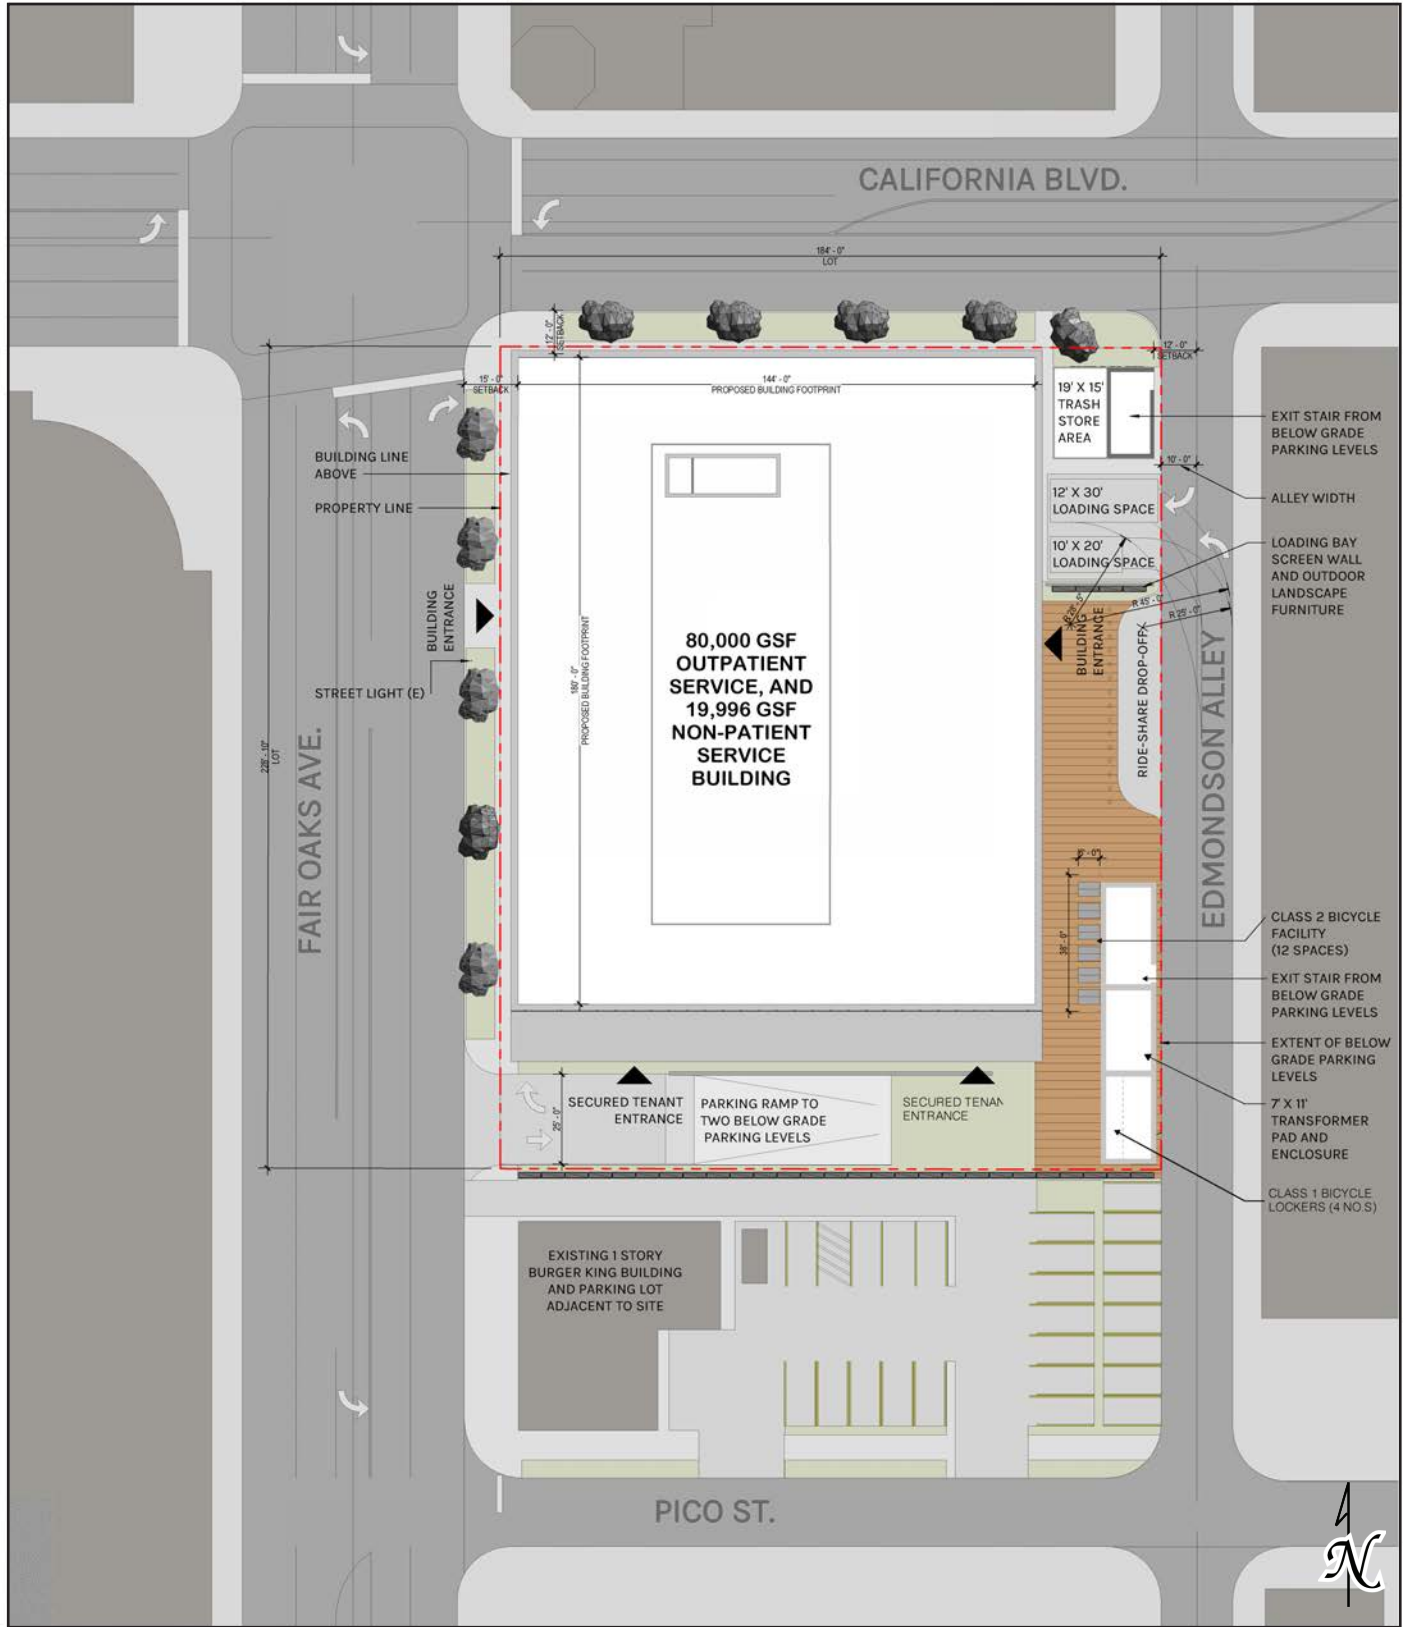 CALIFORNIA BLVD.
184' - 0"
LOT
12' - 0"
SETBACK
12' - 0"
SETBACK
15' - 0"
SETBACK
144' - 0"
PROPOSED BUILDING FOOTPRINT
19' X 15'
TRASH
STORE
AREA
EXIT STAIR FROM
BELOW GRADE
PARKING LEVELS
BUILDING LINE
ABOVE
10' - 0"
PROPERTY LINE
12' X 30'
LOADING SPACE
ALLEY WIDTH
10' X 20'
LOADING SPACE
LOADING BAY
SCREEN WALL
AND OUTDOOR
LANDSCAPE
FURNITURE
BUILDING
ENTRANCE
R 28' - 5"
R 45' - 0"
R 25' - 0"
BUILDING
ENTRANCE
180' - 0"
PROPOSED BUILDING FOOTPRINT
80,000 GSF
OUTPATIENT
SERVICE, AND
19,996 GSF
NON-PATIENT
SERVICE
BUILDING
STREET LIGHT (E)
RIDE-SHARE DROP-OFF
EDMONDSON ALLEY
228' - 10"
LOT
FAIR OAKS AVE.
38' - 0"
CLASS 2 BICYCLE
FACILITY
(12 SPACES)
EXIT STAIR FROM
BELOW GRADE
PARKING LEVELS
EXTENT OF BELOW
GRADE PARKING
LEVELS
25' - 0"
SECURED TENANT
ENTRANCE
PARKING RAMP TO
TWO BELOW GRADE
PARKING LEVELS
SECURED TENAN
ENTRANCE
7' X 11'
TRANSFORMER
PAD AND
ENCLOSURE
CLASS 1 BICYCLE
LOCKERS (4 NO.S)
EXISTING 1 STORY
BURGER KING BUILDING
AND PARKING LOT
ADJACENT TO SITE
PICO ST.
N